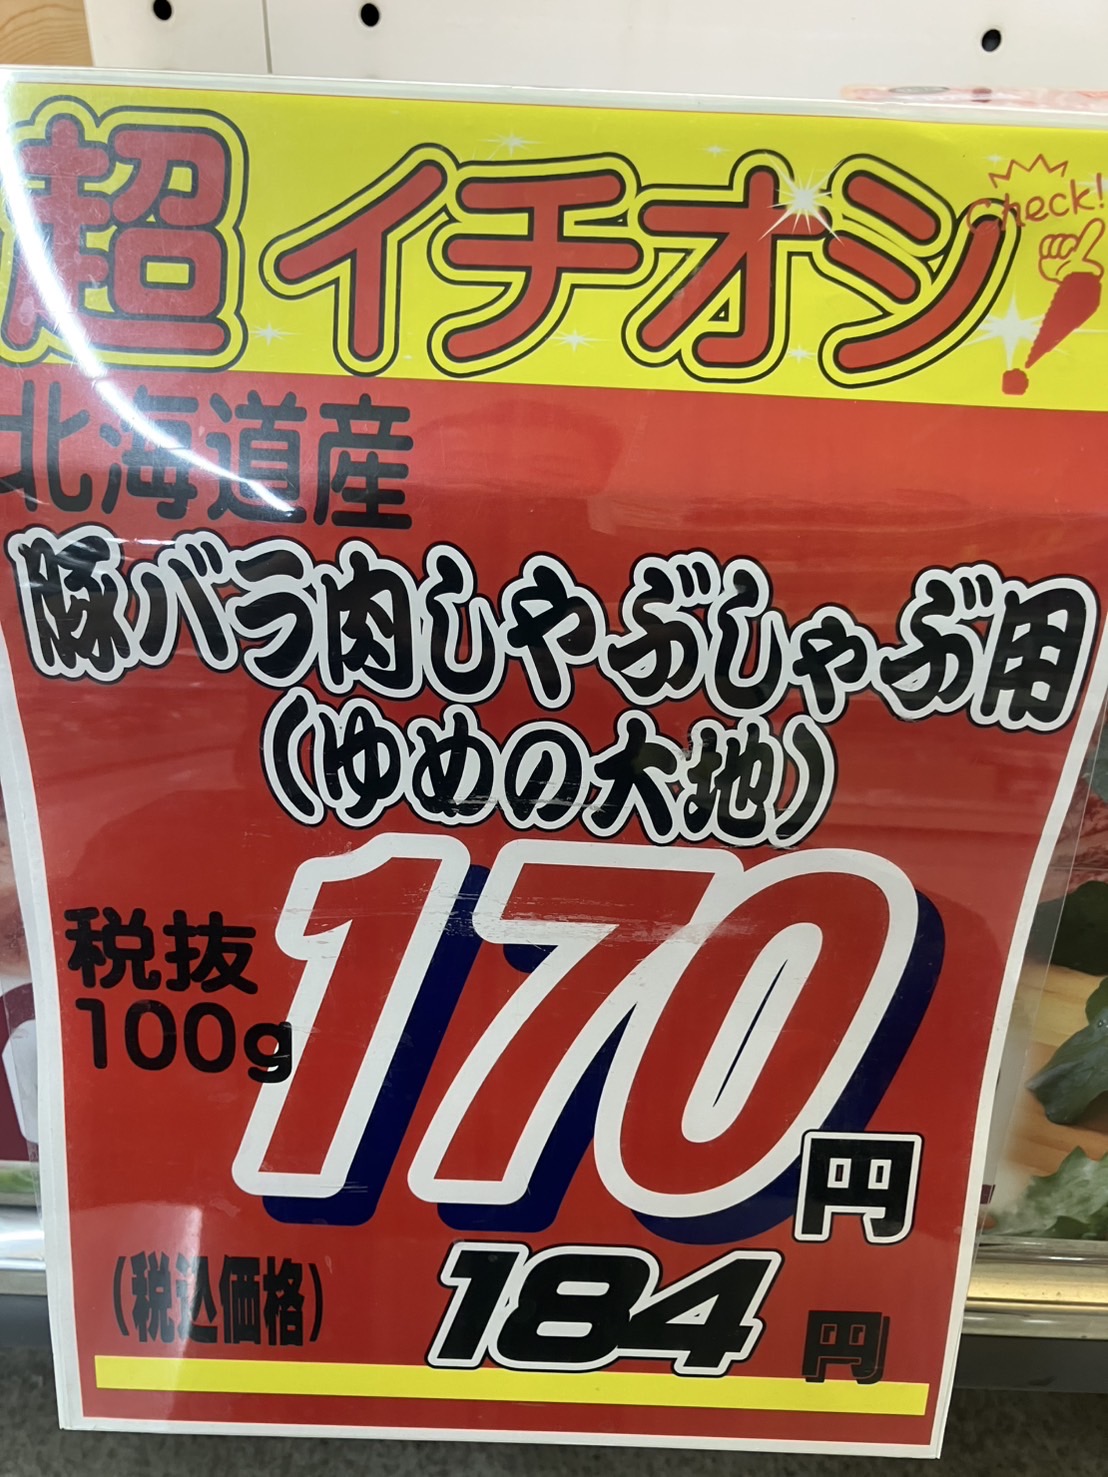 超イチオシ
Check!
北海道産
豚バラ肉しゃぶしゃぶ用
(ゆめの大地)
税抜
100g
170円
(税込価格)
184円